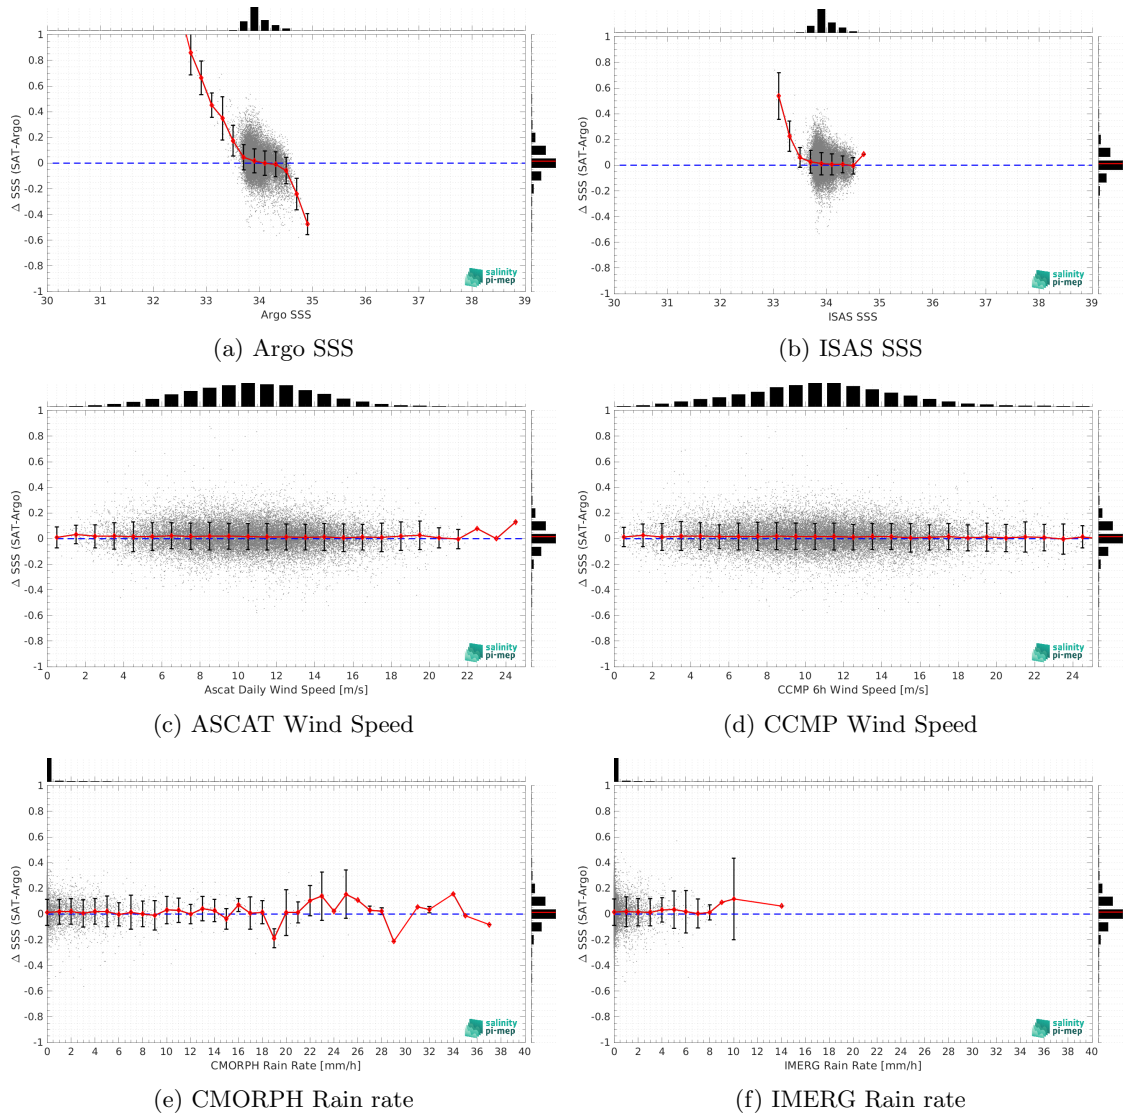 1
0.8
0.6
0.4
0.2
0
-0.2
-0.4
-0.6
-0.8
-1
Δ SSS (SAT-Argo)
30 31 32 33 34 35 36 37 38 39
Argo SSS
salinity
pi-mep
(a) Argo SSS
1
0.8
0.6
0.4
0.2
0
-0.2
-0.4
-0.6
-0.8
-1
Δ SSS (SAT-Argo)
30 31 32 33 34 35 36 37 38 39
ISAS SSS
salinity
pi-mep
(b) ISAS SSS
1
0.8
0.6
0.4
0.2
0
-0.2
-0.4
-0.6
-0.8
-1
Δ SSS (SAT-Argo)
0 2 4 6 8 10 12 14 16 18 20 22 24
Ascat Daily Wind Speed [m/s]
salinity
pi-mep
(c) ASCAT Wind Speed
1
0.8
0.6
0.4
0.2
0
-0.2
-0.4
-0.6
-0.8
-1
Δ SSS (SAT-Argo)
0 2 4 6 8 10 12 14 16 18 20 22 24
CCMP 6h Wind Speed [m/s]
salinity
pi-mep
(d) CCMP Wind Speed
1
0.8
0.6
0.4
0.2
0
-0.2
-0.4
-0.6
-0.8
-1
Δ SSS (SAT-Argo)
0 2 4 6 8 10 12 14 16 18 20 22 24 26 28 30 32 34 36 38 40
CMORPH Rain Rate [mm/h]
salinity
pi-mep
(e) CMORPH Rain rate
1
0.8
0.6
0.4
0.2
0
-0.2
-0.4
-0.6
-0.8
-1
Δ SSS (SAT-Argo)
0 2 4 6 8 10 12 14 16 18 20 22 24 26 28 30 32 34 36 38 40
IMERG Rain Rate [mm/h]
salinity
pi-mep
(f) IMERG Rain rate